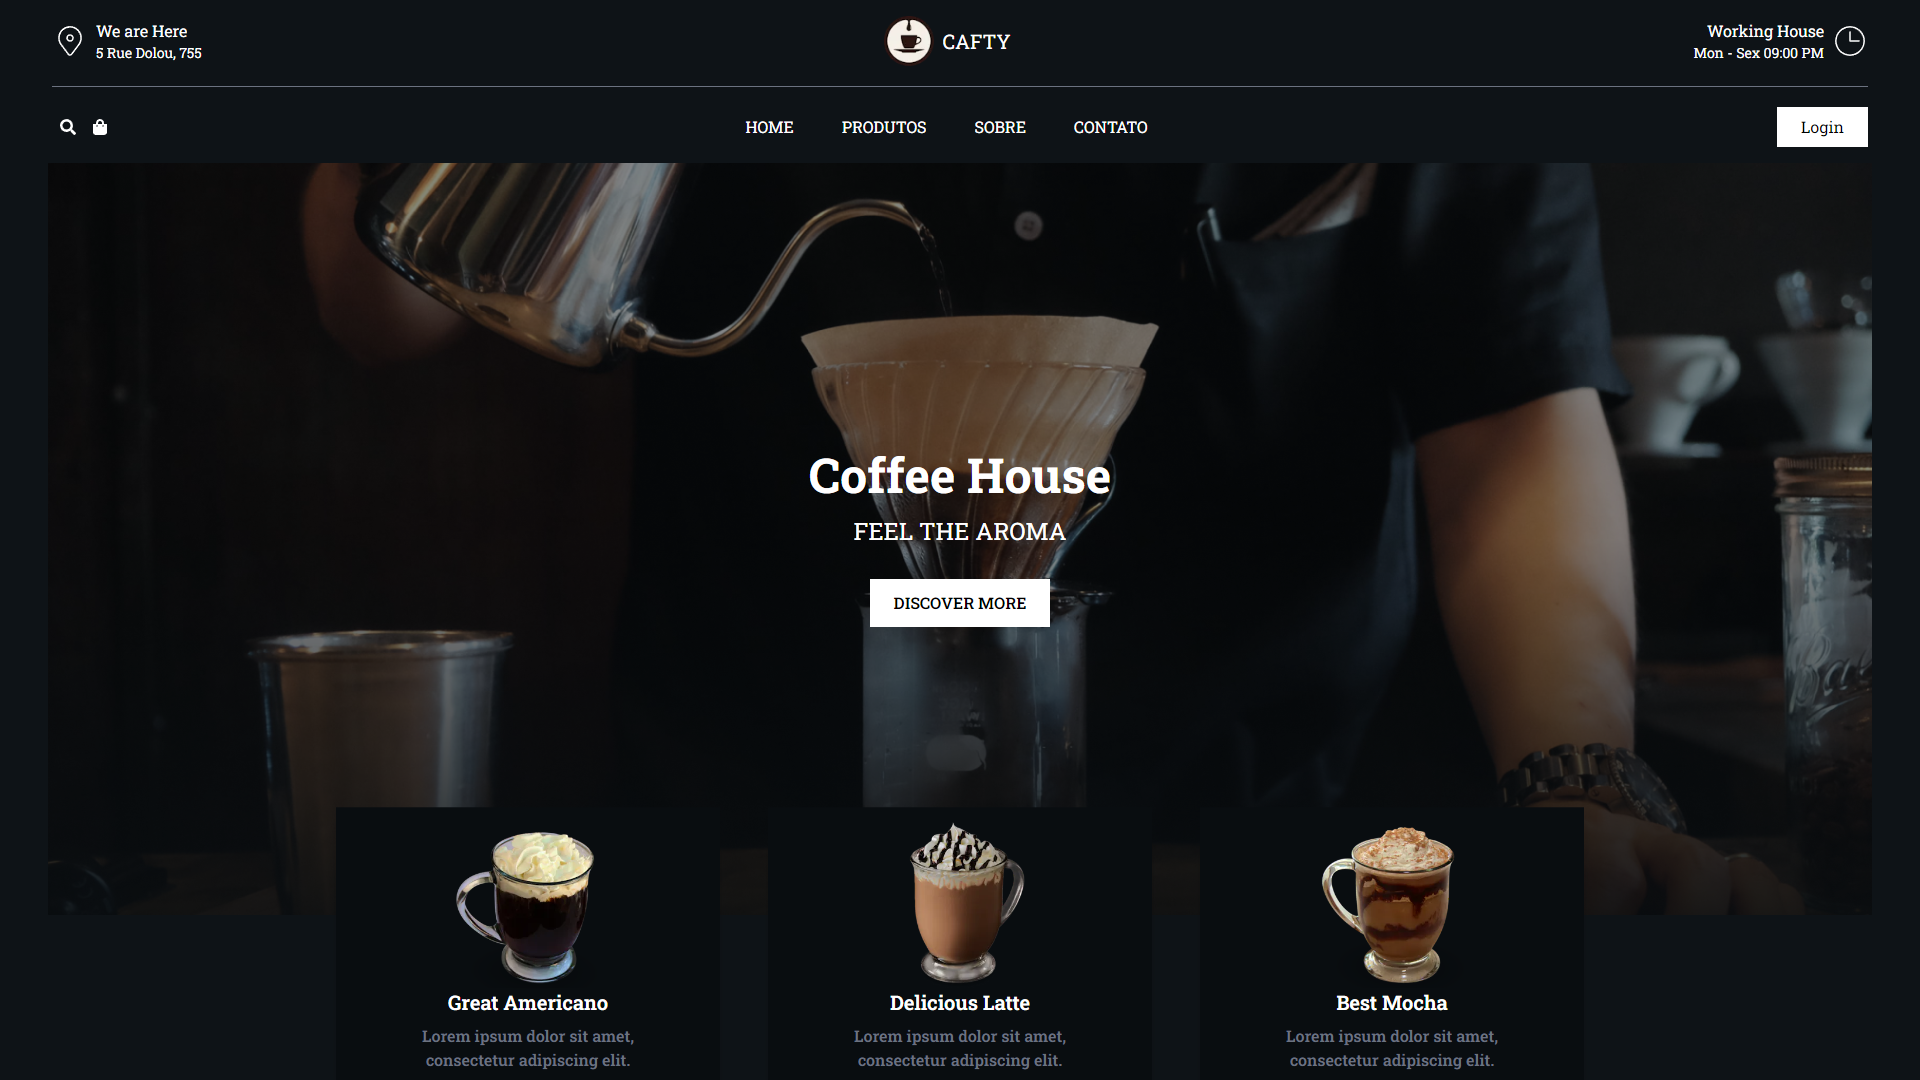 We are Here
5 Rue Dolou, 755
CAFTY
Working House
Mon - Sex 09:00 PM
HOME
PRODUTOS
SOBRE
CONTATO
Login
Coffee House
FEEL THE AROMA
DISCOVER MORE
Great Americano
Lorem ipsum dolor sit amet,
consectetur adipiscing elit.
Delicious Latte
Lorem ipsum dolor sit amet,
consectetur adipiscing elit.
Best Mocha
Lorem ipsum dolor sit amet,
consectetur adipiscing elit.